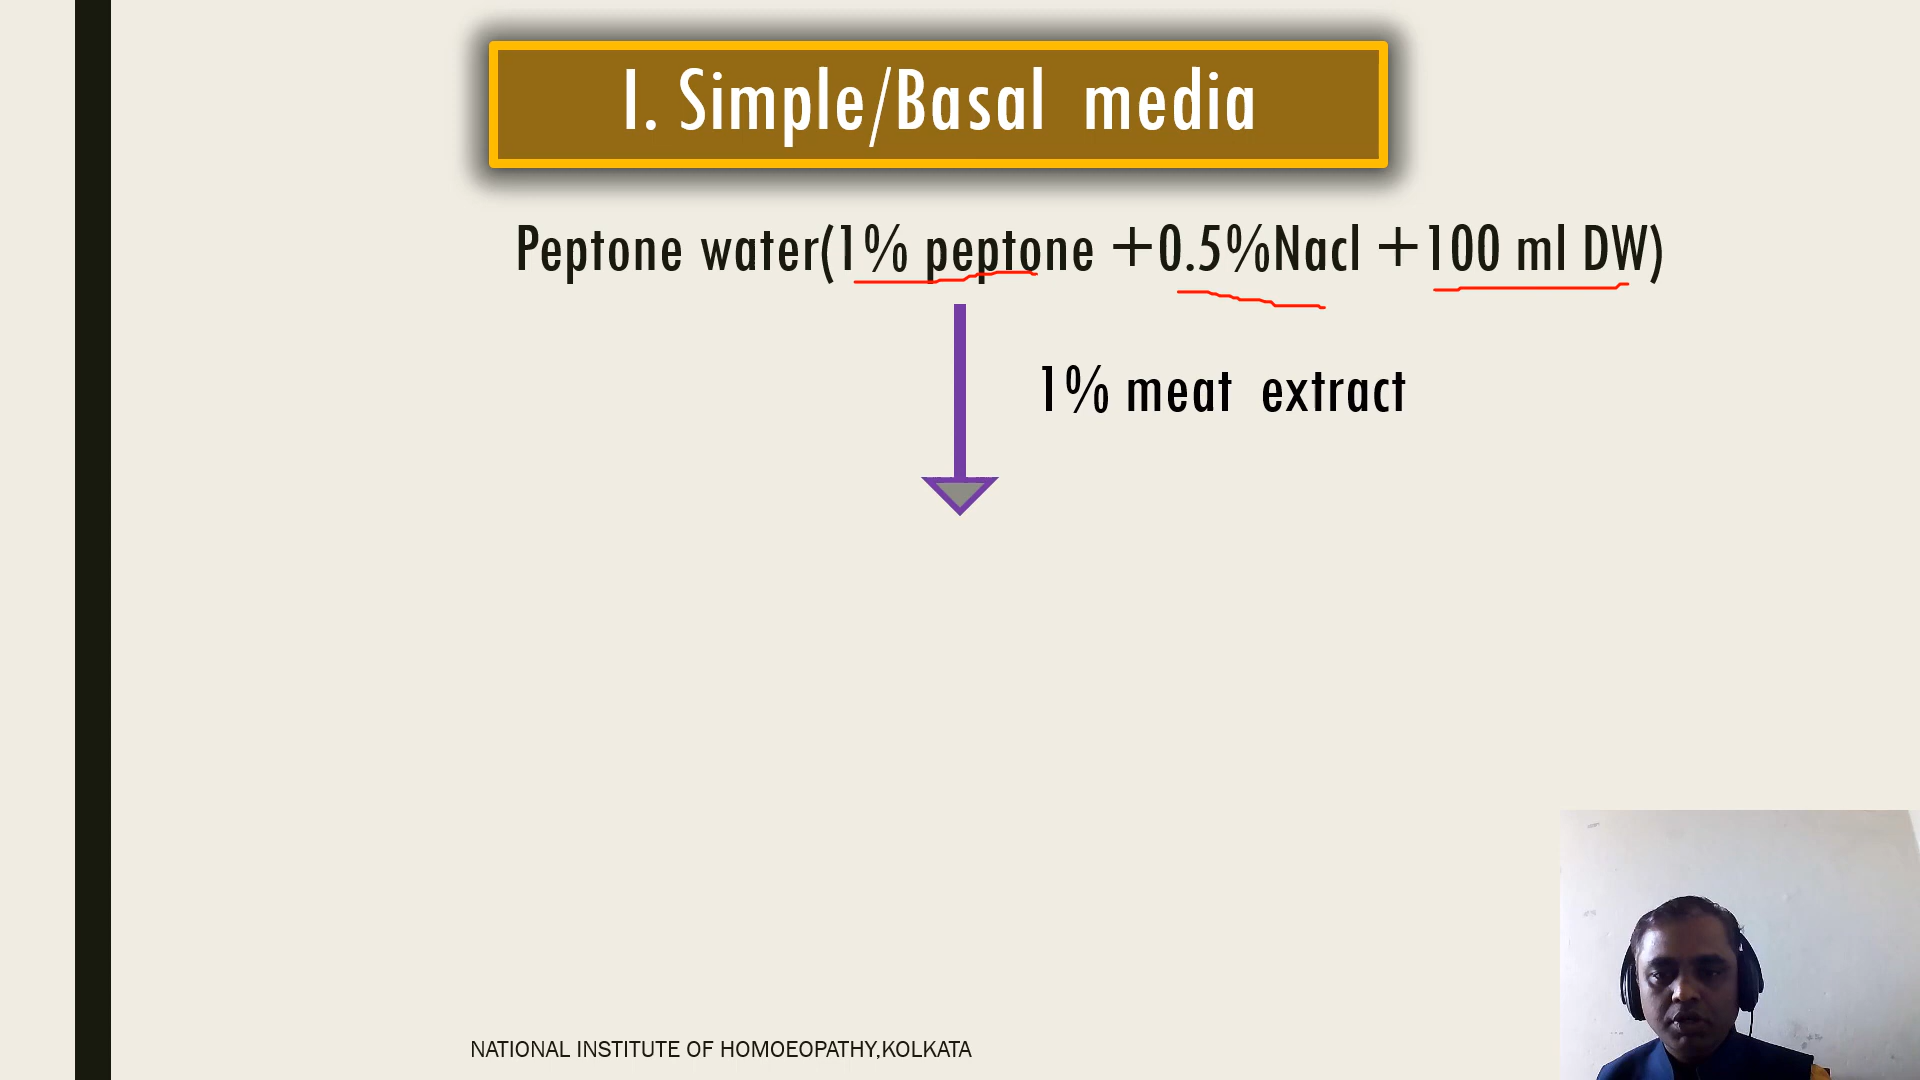 I. Simple/Basal media
Peptone water(1% peptone +0.5%Nacl +100 ml DW)
1% meat extract
NATIONAL INSTITUTE OF HOMOEOPATHY,KOLKATA